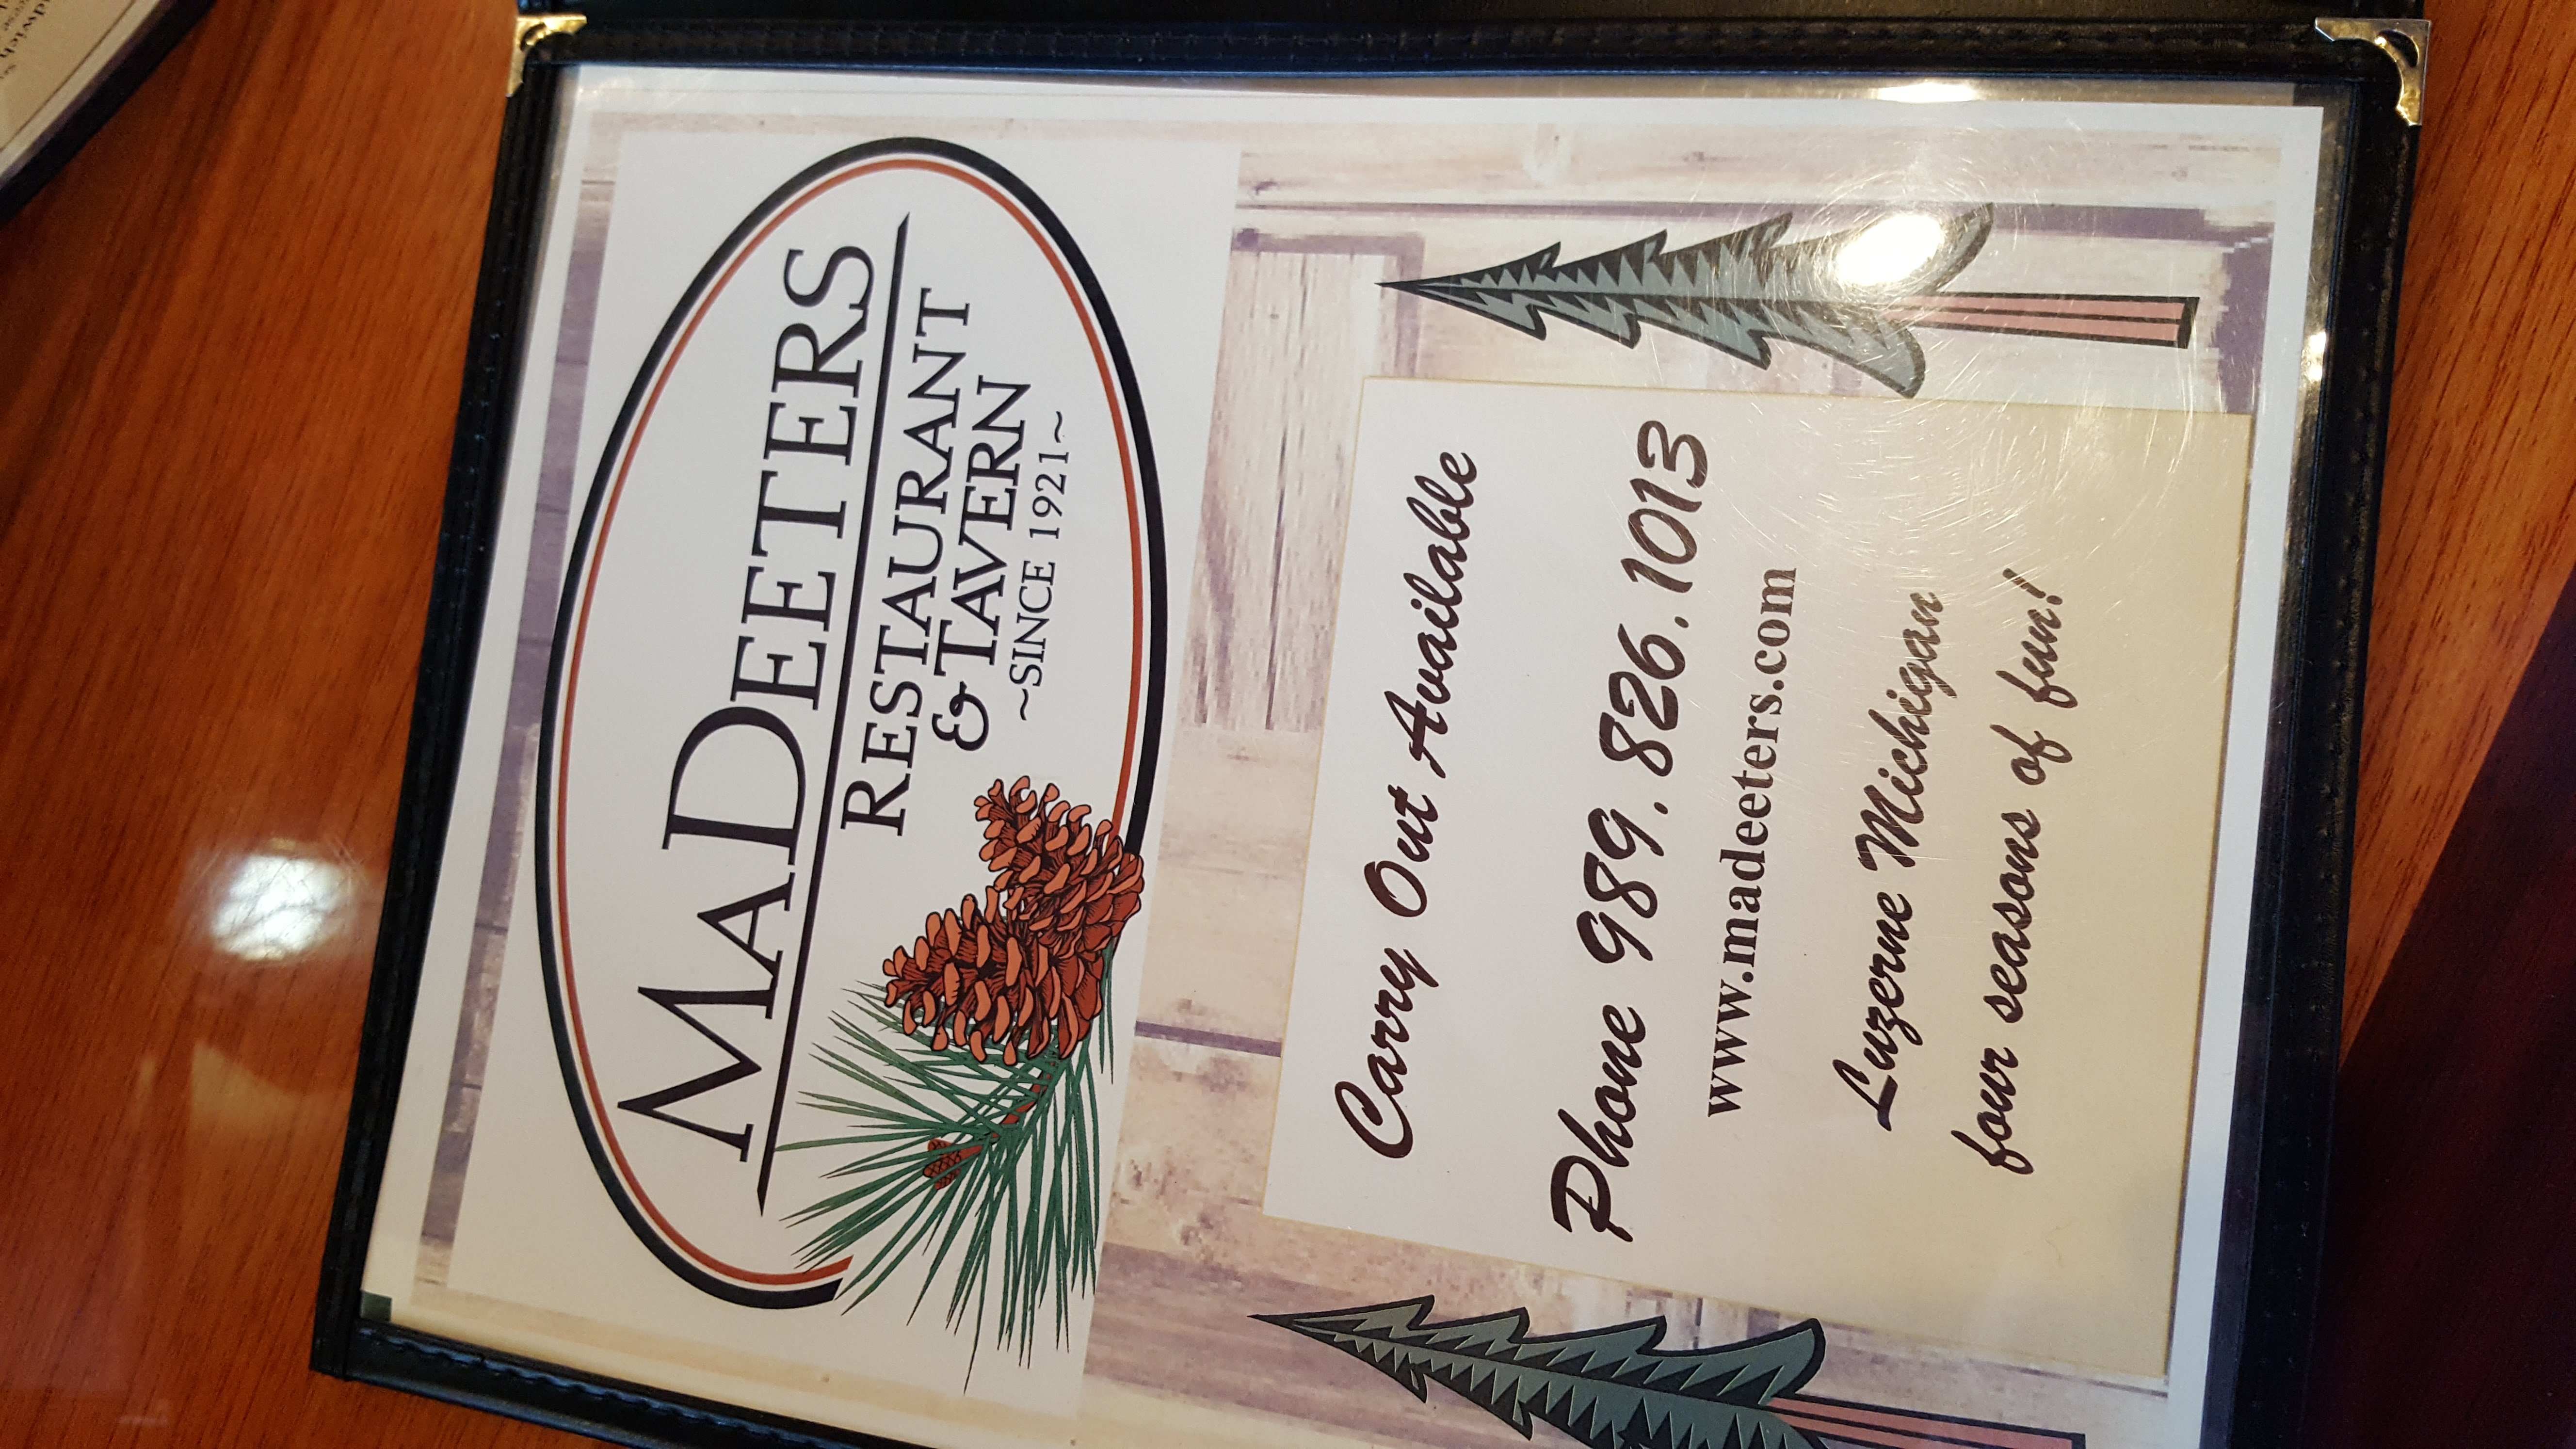 MADEETERS
RESTAURANT
& TAVERN
~SINCE 1921~
Carry Out Available
Phone 989.826.1013
www.madeeters.com
Luzerne Michigan
four seasons of fun!